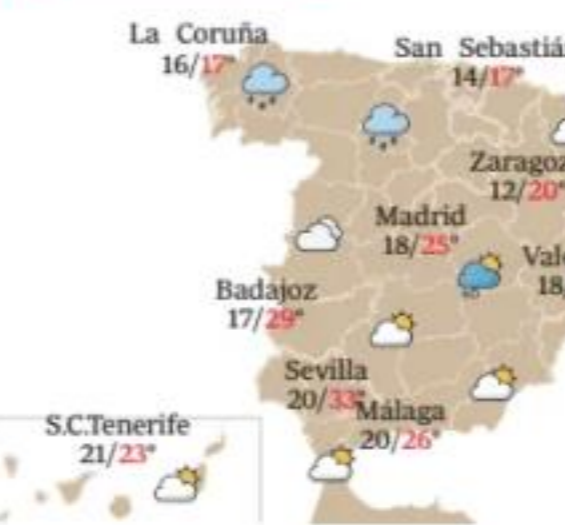 La Coruña
16/17°
San Sebastiá
14/17°
Zaragoz
12/20°
Madrid
18/25°
Val
18/
Badajoz
17/29°
Sevilla
20/33°
Málaga
20/26°
S.C.Tenerife
21/23°